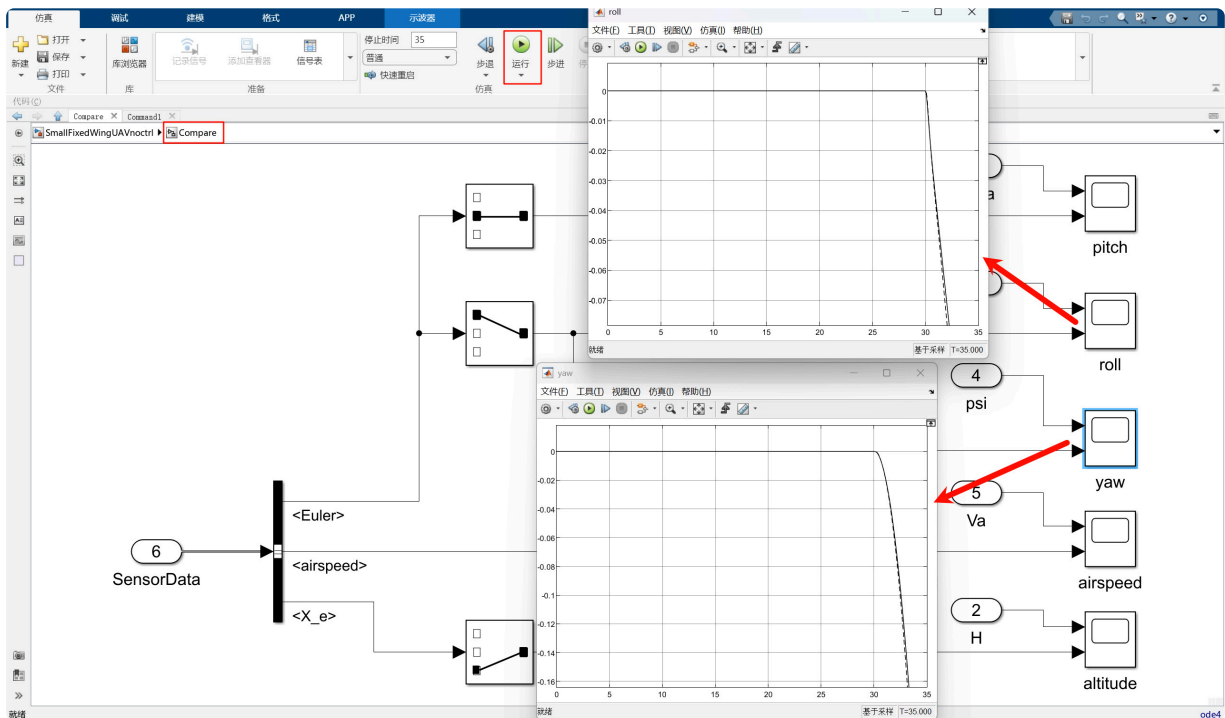 仿真 调试 建模 格式 APP 示波器
新建
打开
保存
打印
文件
库浏览器
库
记录信号
添加查看器
信号表
准备
停止时间 35
普通
快速重启
步退
运行
步进
仿真
代码(C)
Compare × Command1 ×
SmallFixedWingUAVnoctrl Compare
roll
文件(F) 工具(T) 视图(V) 仿真(I) 帮助(H)
0
-0.01
-0.02
-0.03
-0.04
-0.05
-0.06
-0.07
0 5 10 15 20 25 30 35
就绪 基于采样 T=35.000
yaw
文件(F) 工具(T) 视图(V) 仿真(I) 帮助(H)
0
-0.02
-0.04
-0.06
-0.08
-0.1
-0.12
-0.14
-0.16
0 5 10 15 20 25 30 35
就绪 基于采样 T=35.000
pitch
roll
4
psi
yaw
5
Va
airspeed
2
H
altitude
<Euler>
6
SensorData
<airspeed>
<X_e>
就绪 ode4